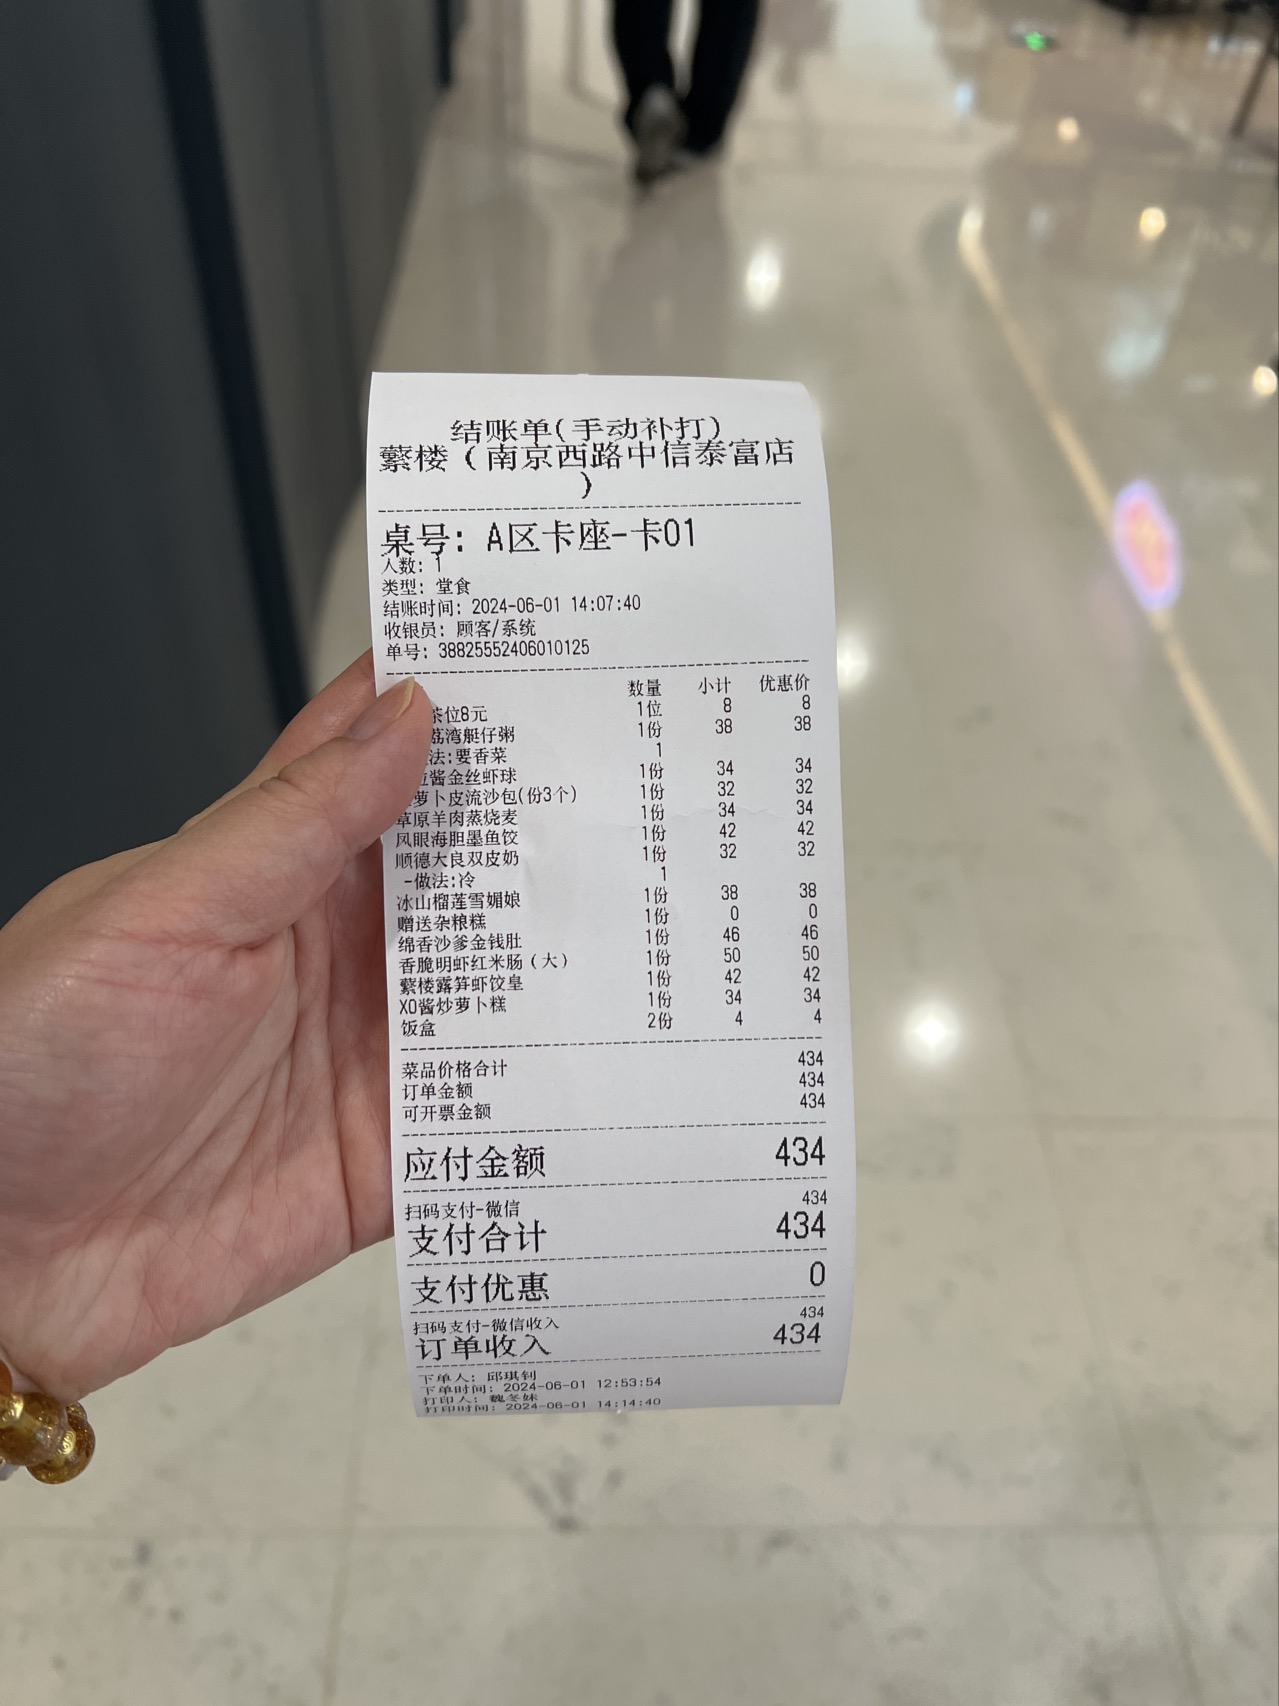 结账单(手动补打)
蘩楼(南京西路中信泰富店
)
桌号: A区卡座-卡01
人数: 1
类型: 堂食
结账时间: 2024-06-01 14:07:40
收银员: 顾客/系统
单号: 38825552406010125
数量 小计 优惠价
茶位8元 1位 8 8
荔湾艇仔粥 1份 38 38
法:要香菜 1
酱金丝虾球 1份 34 34
萝卜皮流沙包(份3个) 1份 32 32
草原羊肉蒸烧麦 1份 34 34
凤眼海胆墨鱼饺 1份 42 42
顺德大良双皮奶 1份 32 32
-做法:冷 1
冰山榴莲雪媚娘 1份 38 38
赠送杂粮糕 1份 0 0
绵香沙爹金钱肚 1份 46 46
香脆明虾红米肠(大) 1份 50 50
蘩楼露笋虾饺皇 1份 42 42
XO酱炒萝卜糕 1份 34 34
饭盒 2份 4 4
菜品价格合计 434
订单金额 434
可开票金额 434
应付金额 434
扫码支付-微信 434
支付合计 434
支付优惠 0
扫码支付-微信收入 434
订单收入 434
下单人: 邱琪钊
下单时间: 2024-06-01 12:53:54
打印人: 魏冬妹
打印时间: 2024-06-01 14:14:40